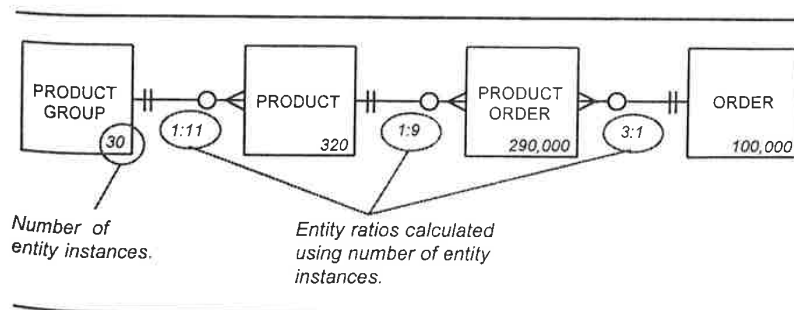 PRODUCT
GROUP
30
1:11
PRODUCT
320
1:9
PRODUCT
ORDER
290,000
3:1
ORDER
100,000
Number of
entity instances.
Entity ratios calculated
using number of entity
instances.